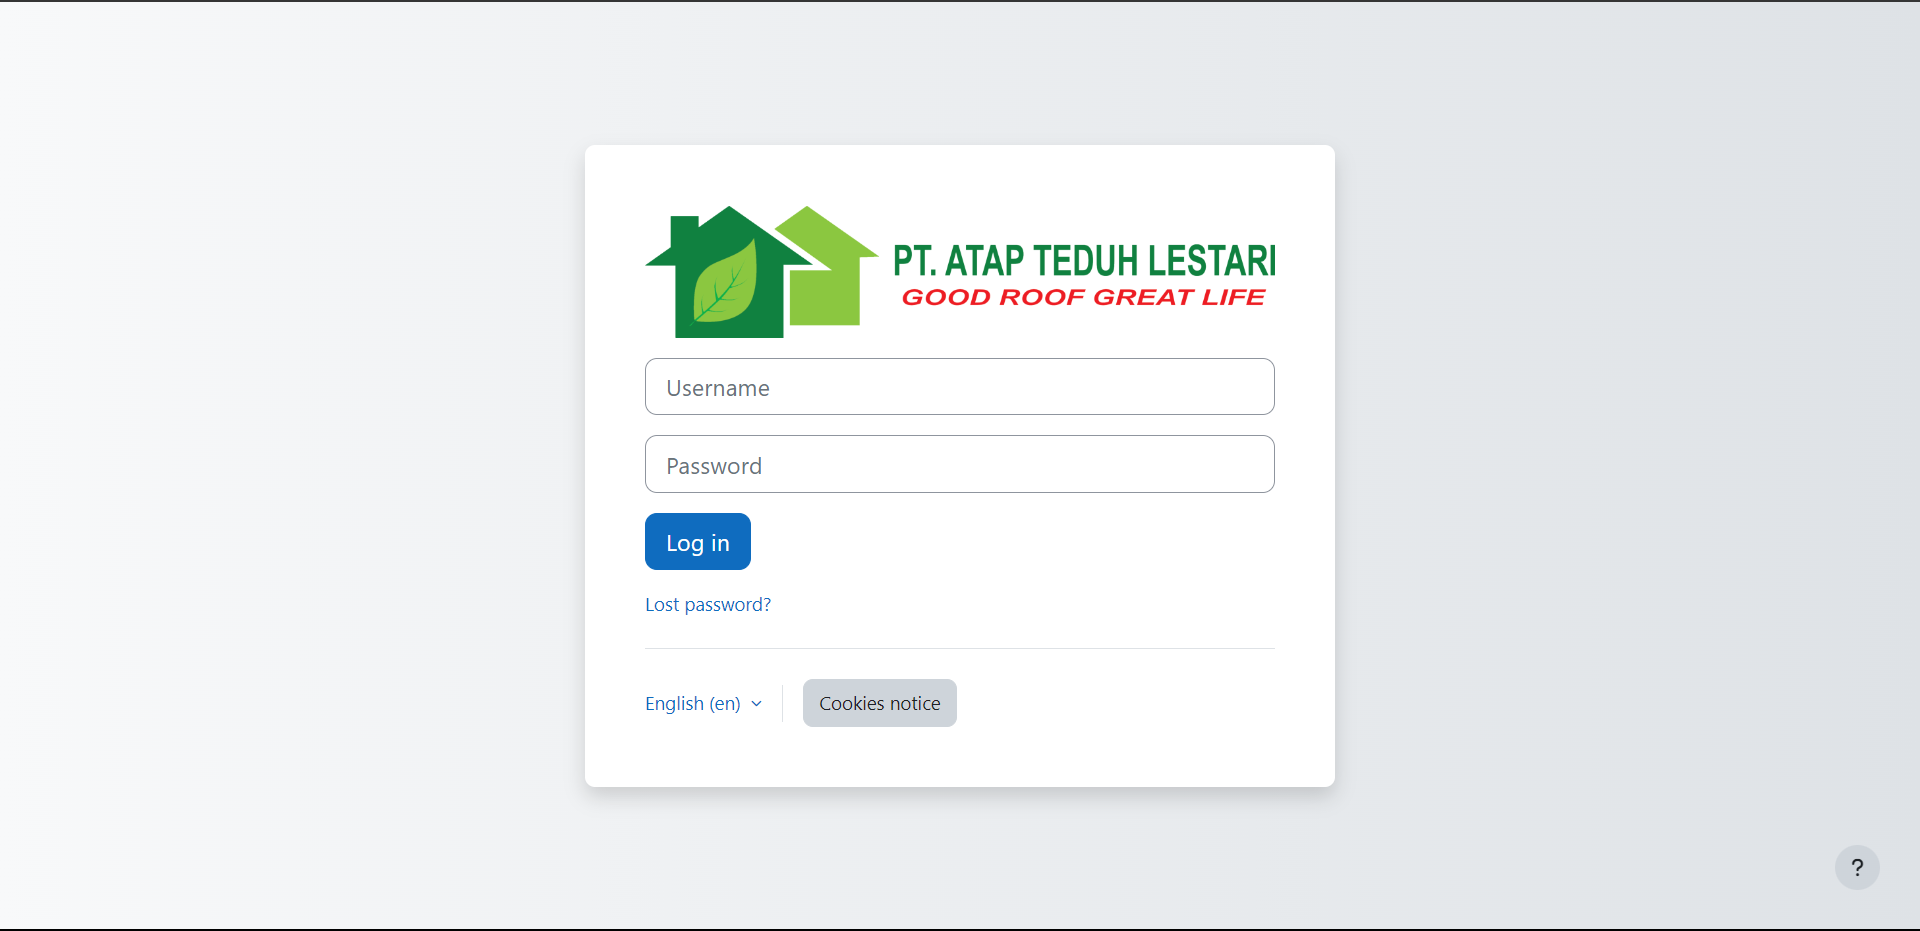 PT. ATAP TEDUH LESTARI
GOOD ROOF GREAT LIFE
Username
Password
Log in
Lost password?
English (en)
Cookies notice
?